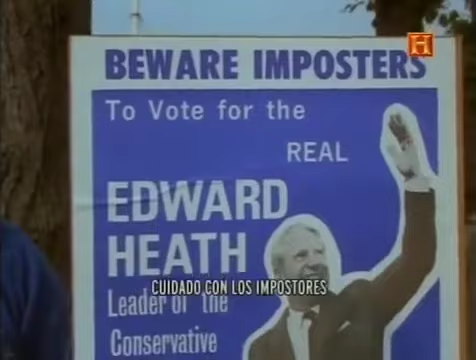 BEWARE IMPOSTERS
To Vote for the
REAL
EDWARD
HEATH
Leader of the
Conservative
CUIDADO CON LOS IMPOSTORES
H